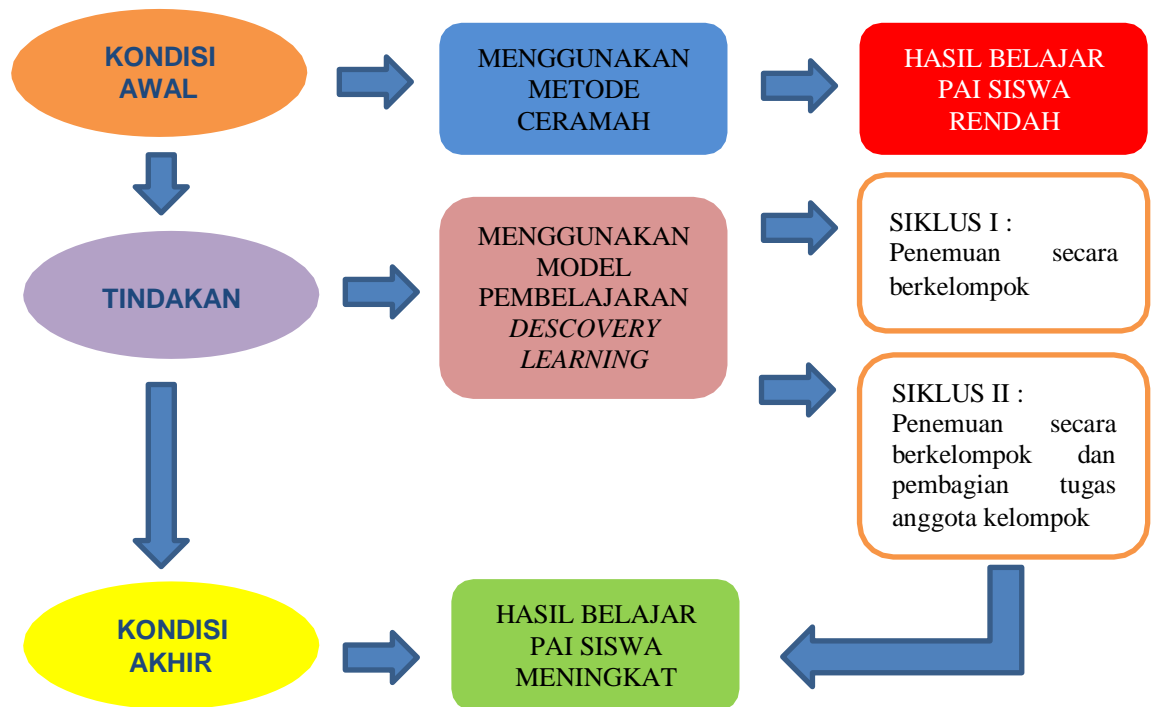 KONDISI
AWAL
MENGGUNAKAN
METODE
CERAMAH
HASIL BELAJAR
PAI SISWA
RENDAH
TINDAKAN
MENGGUNAKAN
MODEL
PEMBELAJARAN
DESCOVERY
LEARNING
SIKLUS I :
Penemuan secara
berkelompok
SIKLUS II :
Penemuan secara
berkelompok dan
pembagian tugas
anggota kelompok
KONDISI
AKHIR
HASIL BELAJAR
PAI SISWA
MENINGKAT